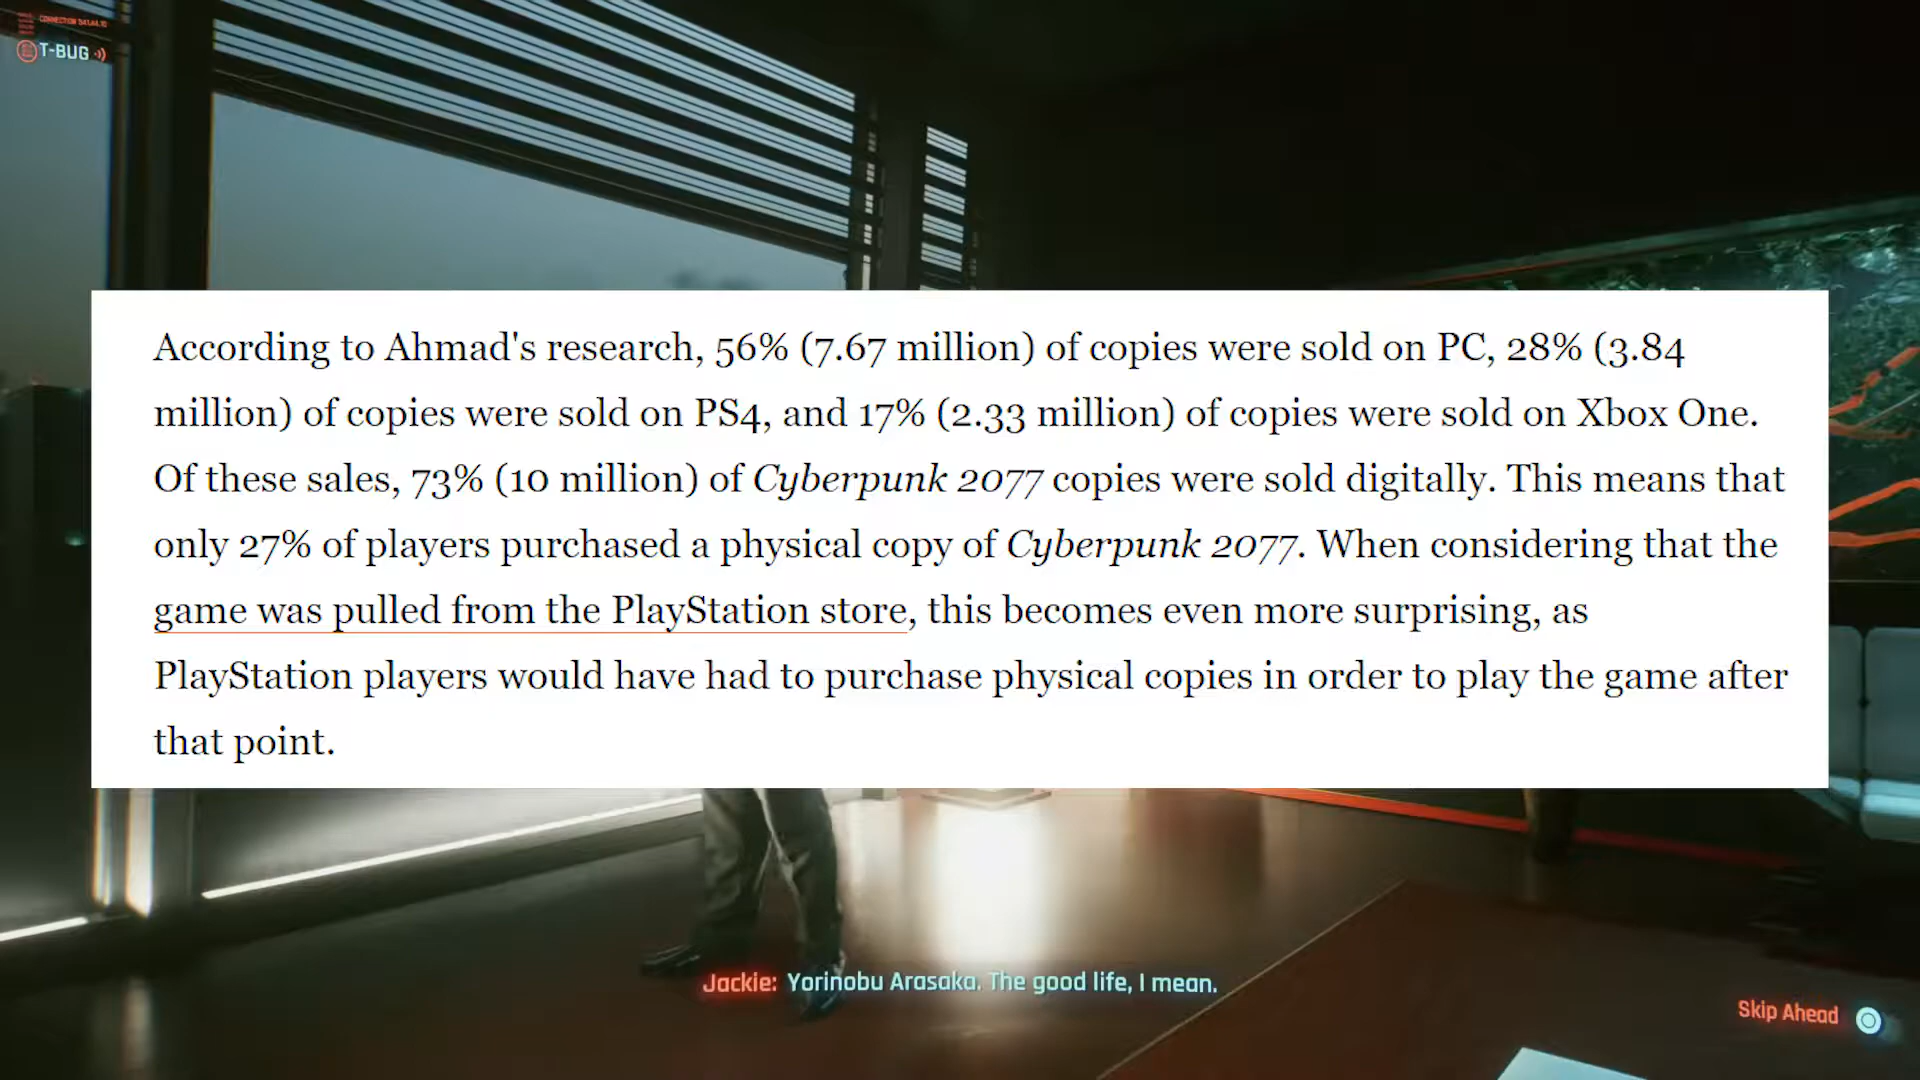 CONNECTION
T-BUG
According to Ahmad's research, 56% (7.67 million) of copies were sold on PC, 28% (3.84
million) of copies were sold on PS4, and 17% (2.33 million) of copies were sold on Xbox One.
Of these sales, 73% (10 million) of Cyberpunk 2077 copies were sold digitally. This means that
only 27% of players purchased a physical copy of Cyberpunk 2077. When considering that the
game was pulled from the PlayStation store, this becomes even more surprising, as
PlayStation players would have had to purchase physical copies in order to play the game after
that point.
Jackie: Yorinobu Arasaka. The good life, I mean.
Skip Ahead